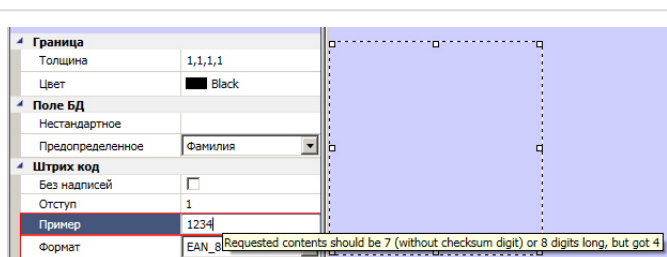 Граница
Толщина 1,1,1,1
Цвет Black
Поле БД
Нестандартное
Предопределенное Фамилия
Штрих код
Без надписей
Отступ 1
Пример 1234
Requested contents should be 7 (without checksum digit) or 8 digits long, but got 4
Формат EAN_8